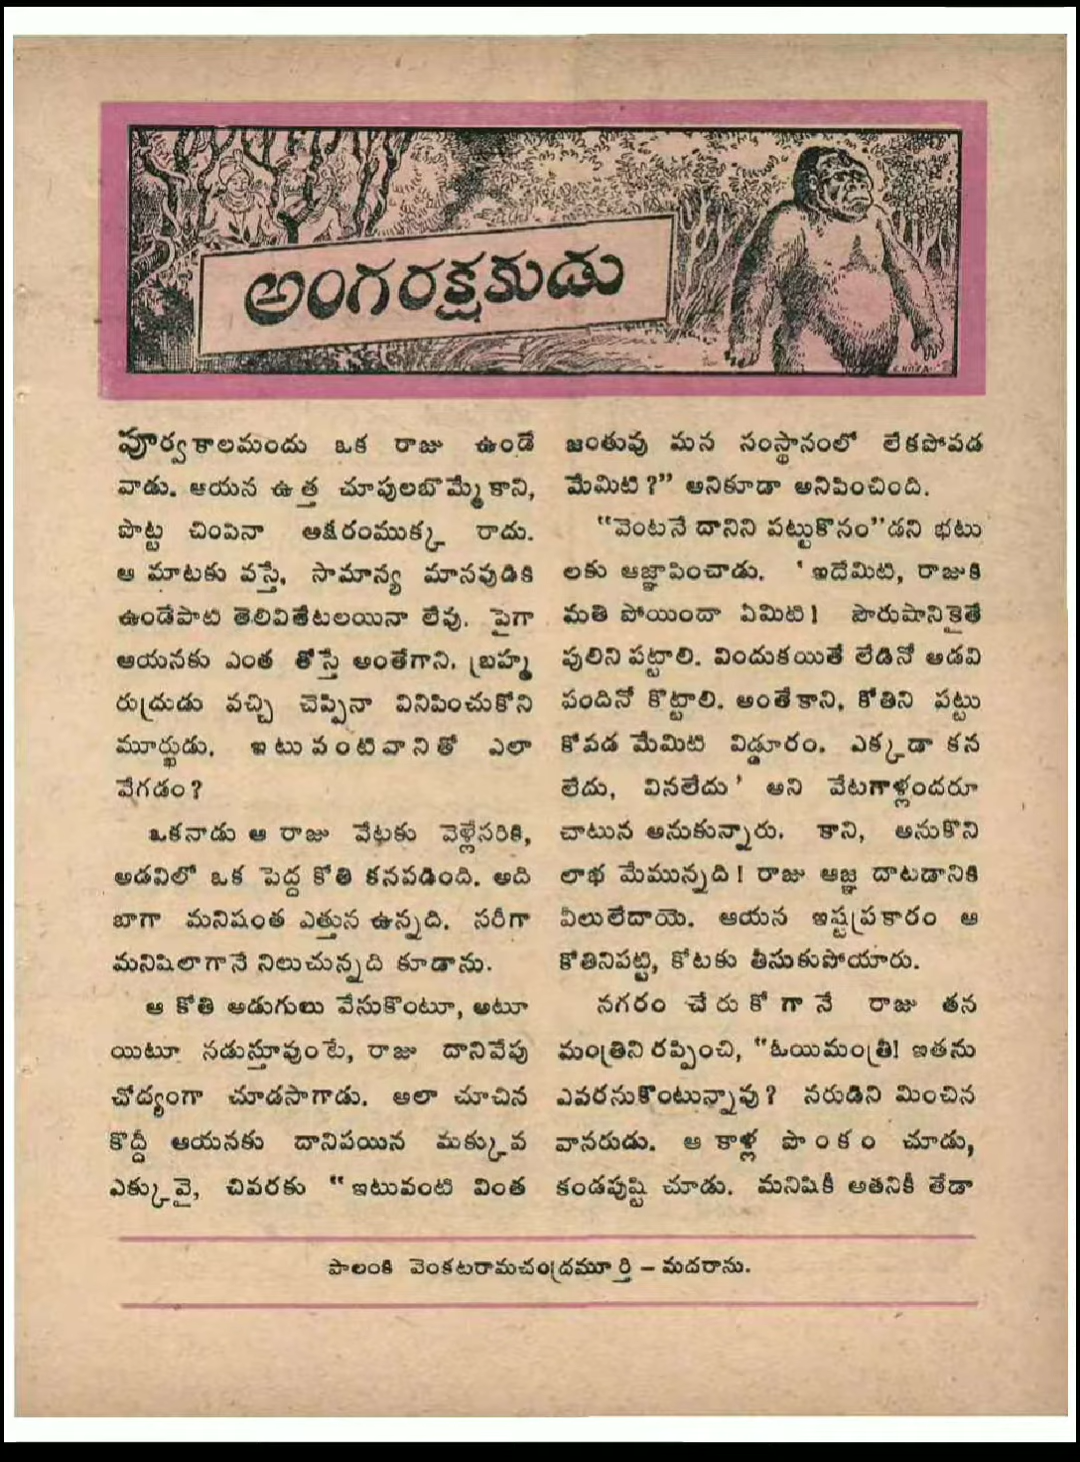 అంగరక్షకుడు
పూర్వకాలమందు ఒక రాజు ఉండే
వాడు. ఆయన ఉత్త చూపులబొమ్మేకాని,
పొట్ట చింపినా అక్షరంముక్క రాదు.
ఆ మాటకు వస్తే, సామాన్య మానవుడికి
ఉండేపాటి తెలివితేటలయినా లేవు. పైగా
ఆయనకు ఎంత తోస్తే అంతేగాని, బ్రహ్మ
రుద్రుడు వచ్చి చెప్పినా వినిపించుకోని
మూర్ఖుడు. ఇటువంటివానితో ఎలా
వేగడం?
ఒకనాడు ఆ రాజు వేటకు వెళ్లేసరికి,
అడవిలో ఒక పెద్ద కోతి కనపడింది. అది
బాగా మనిషంత ఎత్తున ఉన్నది. సరీగా
మనిషిలాగానే నిలుచున్నది కూడాను.
ఆ కోతి అడుగులు వేసుకొంటూ, అటూ
యిటూ నడుస్తూవుంటే, రాజు దానివేపు
చోద్యంగా చూడసాగాడు. అలా చూచిన
కొద్దీ ఆయనకు దానిపయిన మక్కువ
ఎక్కువై, చివరకు "ఇటువంటి వింత
జంతువు మన సంస్థానంలో లేకపోవడ
మేమిటి?" అనికూడా అనిపించింది.
"వెంటనే దానిని పట్టుకొనం"డని భటు
లకు ఆజ్ఞాపించాడు. 'ఇదేమిటి, రాజుకి
మతి పోయిందా ఏమిటి! పౌరుషానికైతే
పులిని పట్టాలి. విందుకయితే లేడినో అడవి
పందినో కొట్టాలి. అంతేకాని, కోతిని పట్టు
కోవడ మేమిటి విడ్డూరం. ఎక్కడా కన
లేదు, వినలేదు' అని వేటగాళ్లందరూ
చాటున అనుకున్నారు. కాని, అనుకొని
లాభ మేమున్నది! రాజు ఆజ్ఞ దాటడానికి
వీలులేదాయె. ఆయన ఇష్టప్రకారం ఆ
కోతినిపట్టి, కోటకు తీసుకుపోయారు.
నగరం చేరుకోగానే రాజు తన
మంత్రిని రప్పించి, "ఓయిమంత్రీ! ఇతను
ఎవరనుకొంటున్నావు? నరుడిని మించిన
వానరుడు. ఆ కాళ్ల పొంకం చూడు,
కండపుష్టి చూడు. మనిషికీ అతనికీ తేడా
పాలంకి వెంకటరామచంద్రమూర్తి - మదరాసు.